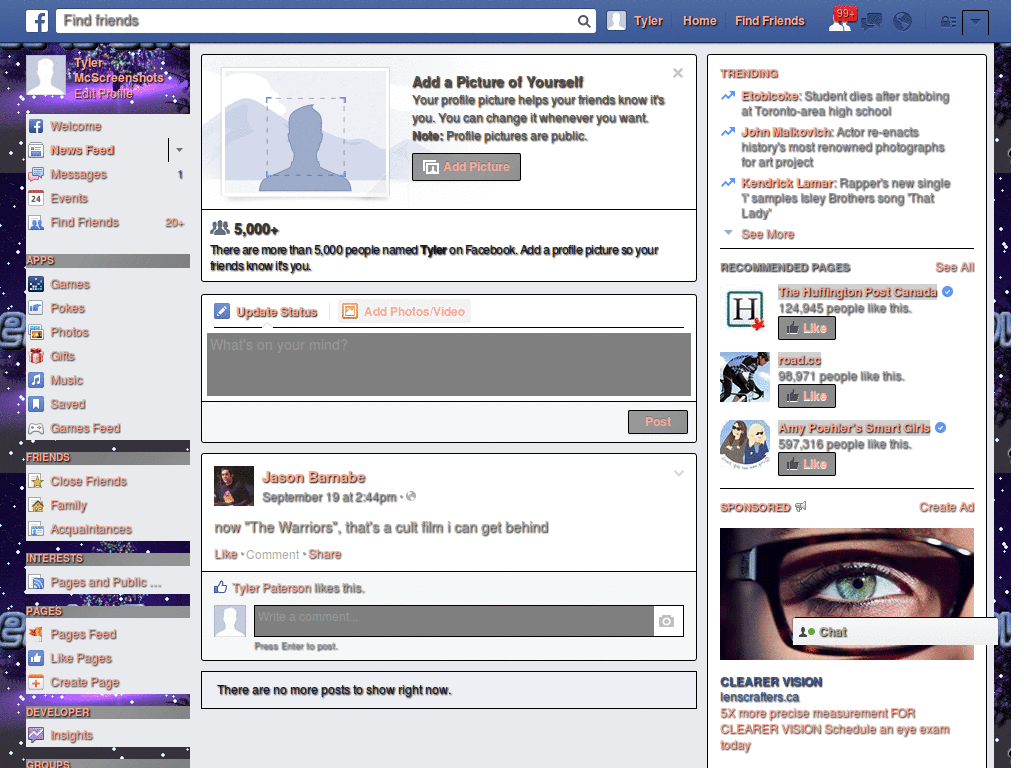 Find friends
Tyler
Home
Find Friends
99+
Tyler
McScreenshots
Edit Profile
Welcome
News Feed
Messages 1
24 Events
Find Friends 20+
APPS
Games
Pokes
Photos
Gifts
Music
Saved
Games Feed
FRIENDS
Close Friends
Family
Acquaintances
INTERESTS
Pages and Public ...
PAGES
Pages Feed
Like Pages
Create Page
DEVELOPER
Insights
GROUPS
Add a Picture of Yourself
Your profile picture helps your friends know it's
you. You can change it whenever you want.
Note: Profile pictures are public.
Add Picture
5,000+
There are more than 5,000 people named Tyler on Facebook. Add a profile picture so your
friends know it's you.
Update Status
Add Photos/Video
What's on your mind?
Post
Jason Barnabe
September 19 at 2:44pm ·
now "The Warriors", that's a cult film i can get behind
Like · Comment · Share
Tyler Paterson likes this.
Write a comment...
Press Enter to post.
There are no more posts to show right now.
TRENDING
Etobicoke: Student dies after stabbing
at Toronto-area high school
John Malkovich: Actor re-enacts
history's most renowned photographs
for art project
Kendrick Lamar: Rapper's new single
'i' samples Isley Brothers song 'That
Lady'
See More
RECOMMENDED PAGES See All
The Huffington Post Canada
124,945 people like this.
Like
road.cc
98,971 people like this.
Like
Amy Poehler's Smart Girls
597,316 people like this.
Like
SPONSORED Create Ad
Chat
CLEARER VISION
lenscrafters.ca
5X more precise measurement FOR
CLEARER VISION Schedule an eye exam
today